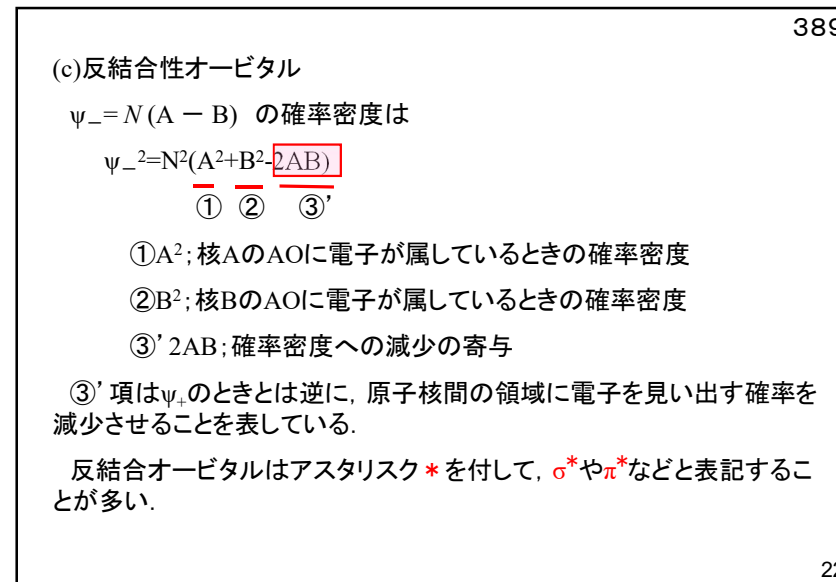 389
(c)反結合性オービタル
ψ₋= N (A － B) の確率密度は
ψ₋²=N²(A²+B²-2AB)
① ② ③’
①A²;核AのAOに電子が属しているときの確率密度
②B²;核BのAOに電子が属しているときの確率密度
③’ 2AB;確率密度への減少の寄与
③’ 項はψ₊のときとは逆に, 原子核間の領域に電子を見い出す確率を
減少させることを表している.
反結合オービタルはアスタリスク * を付して, σ*やπ*などと表記するこ
とが多い.
22